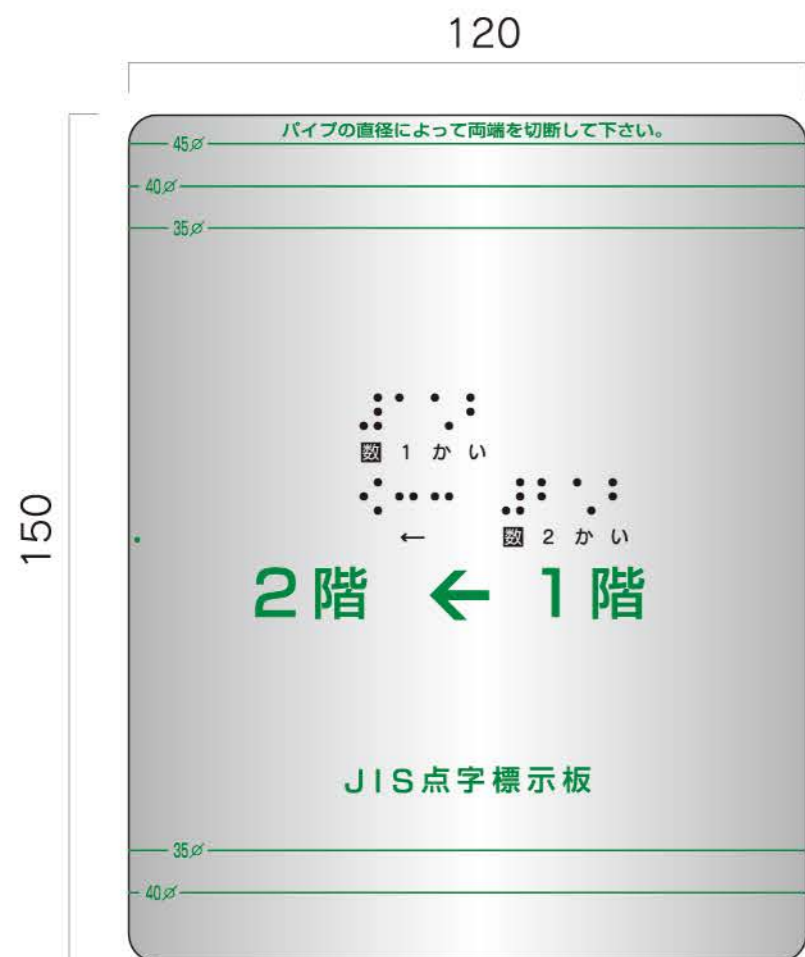 120
150
パイプの直径によって両端を切断して下さい。
45⌀
40⌀
35⌀
⠼⠁⠡⠃
数 1 か い
⠪⠒⠒ ⠼⠃⠡⠃
← 数 2 か い
2階 ← 1階
JIS点字標示板
35⌀
40⌀